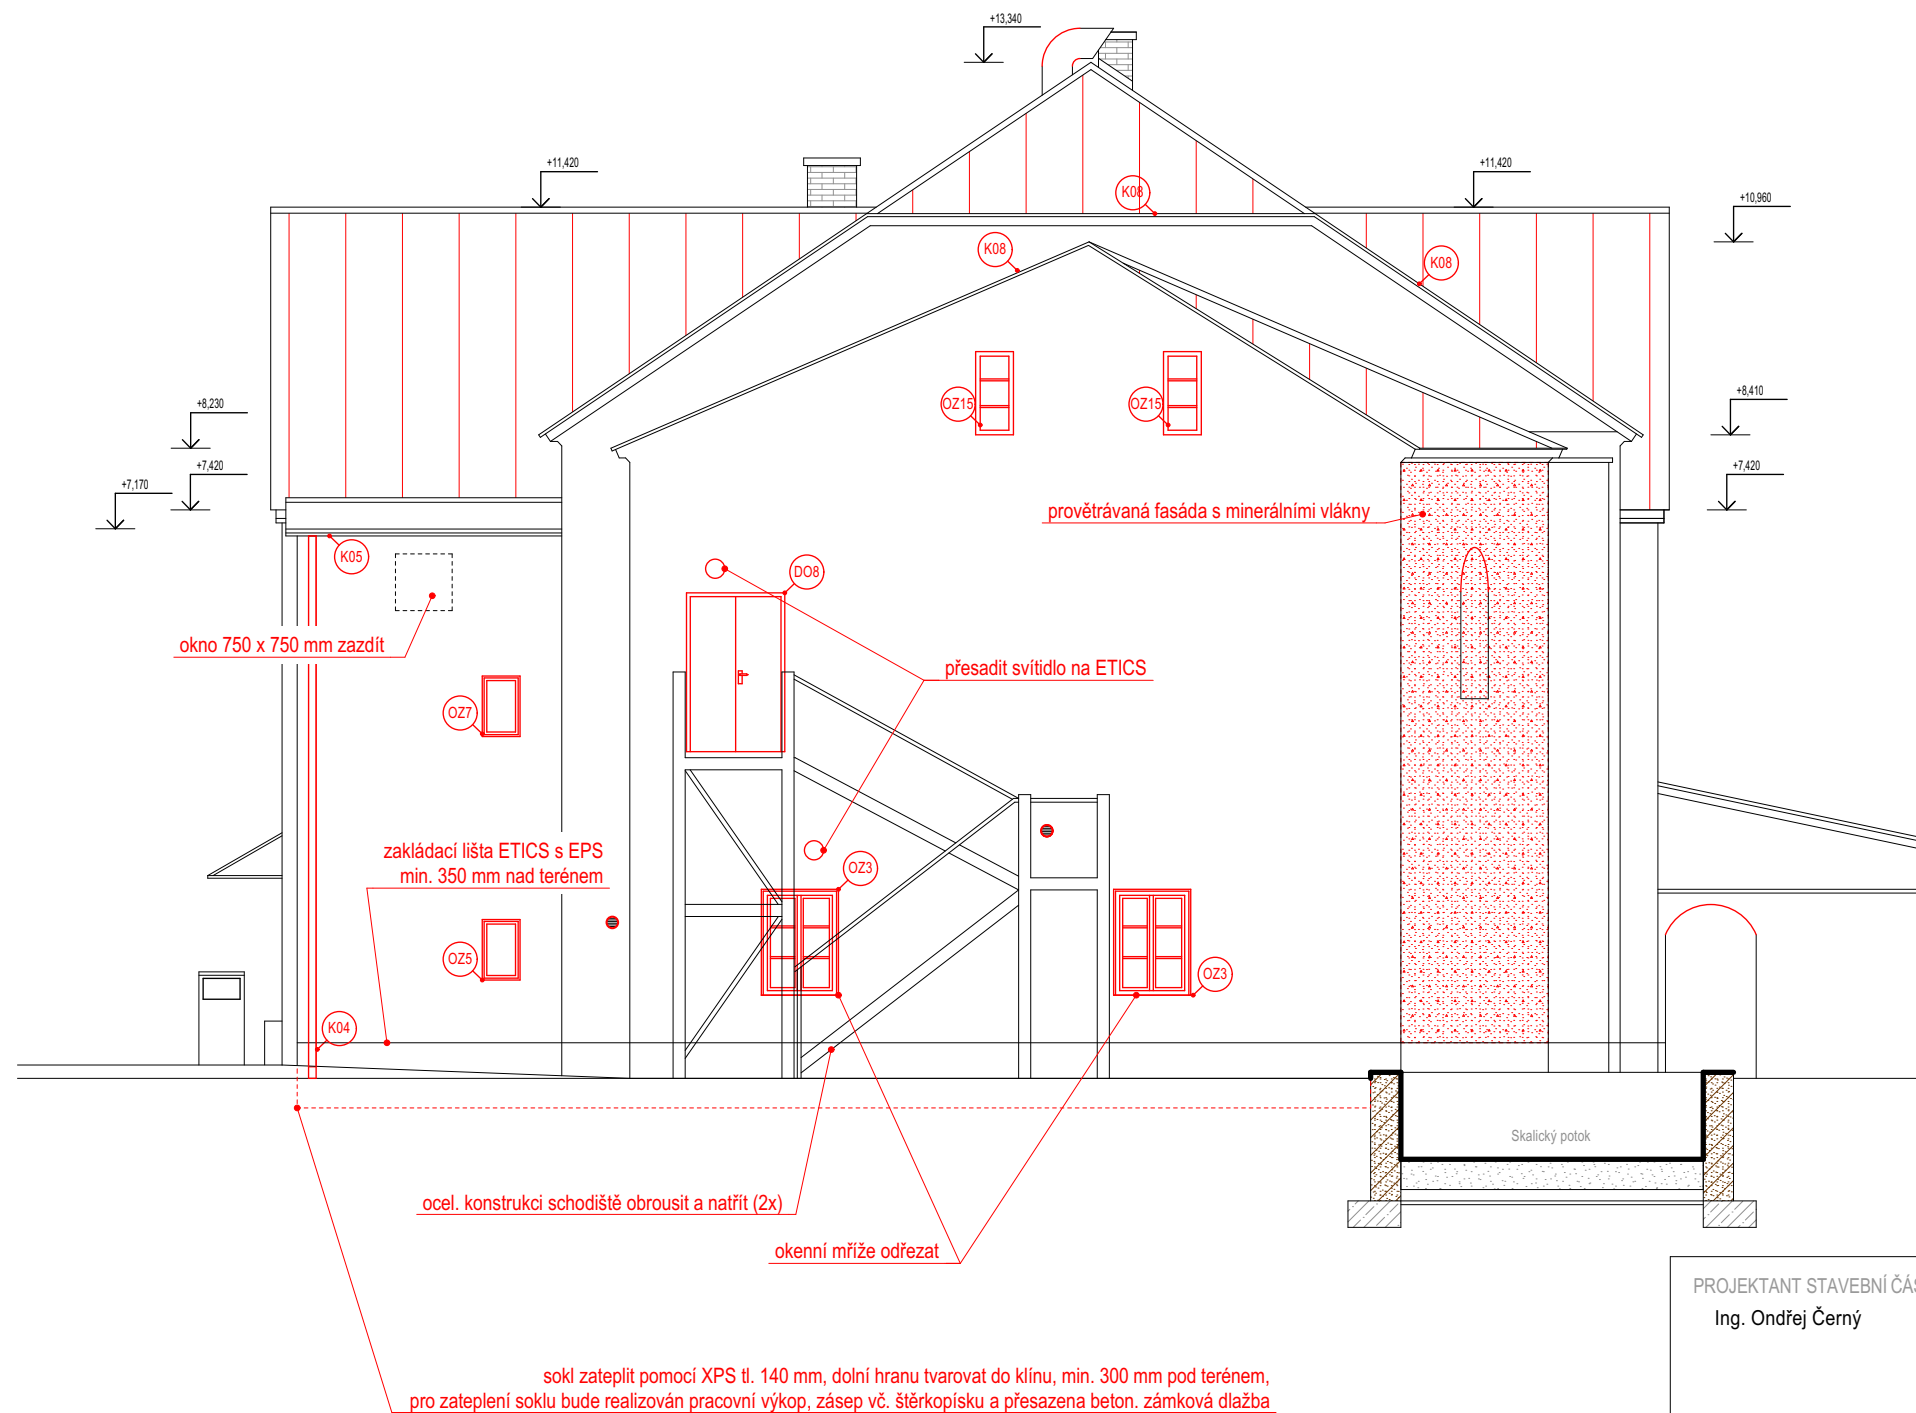 +13,340
+11,420
+11,420
+10,960
K08
K08
K08
+8,230
+8,410
OZ15
OZ15
+7,420
+7,420
+7,170
provětrávaná fasáda s minerálními vlákny
K05
DO8
okno 750 x 750 mm zazdít
přesadit svítidlo na ETICS
OZ7
zakládací lišta ETICS s EPS
min. 350 mm nad terénem
OZ3
OZ5
OZ3
K04
Skalický potok
ocel. konstrukci schodiště obrousit a natřít (2x)
okenní mříže odřezat
PROJEKTANT STAVEBNÍ ČÁS
Ing. Ondřej Černý
sokl zateplit pomocí XPS tl. 140 mm, dolní hranu tvarovat do klínu, min. 300 mm pod terénem,
pro zateplení soklu bude realizován pracovní výkop, zásep vč. štěrkopísku a přesazena beton. zámková dlažba